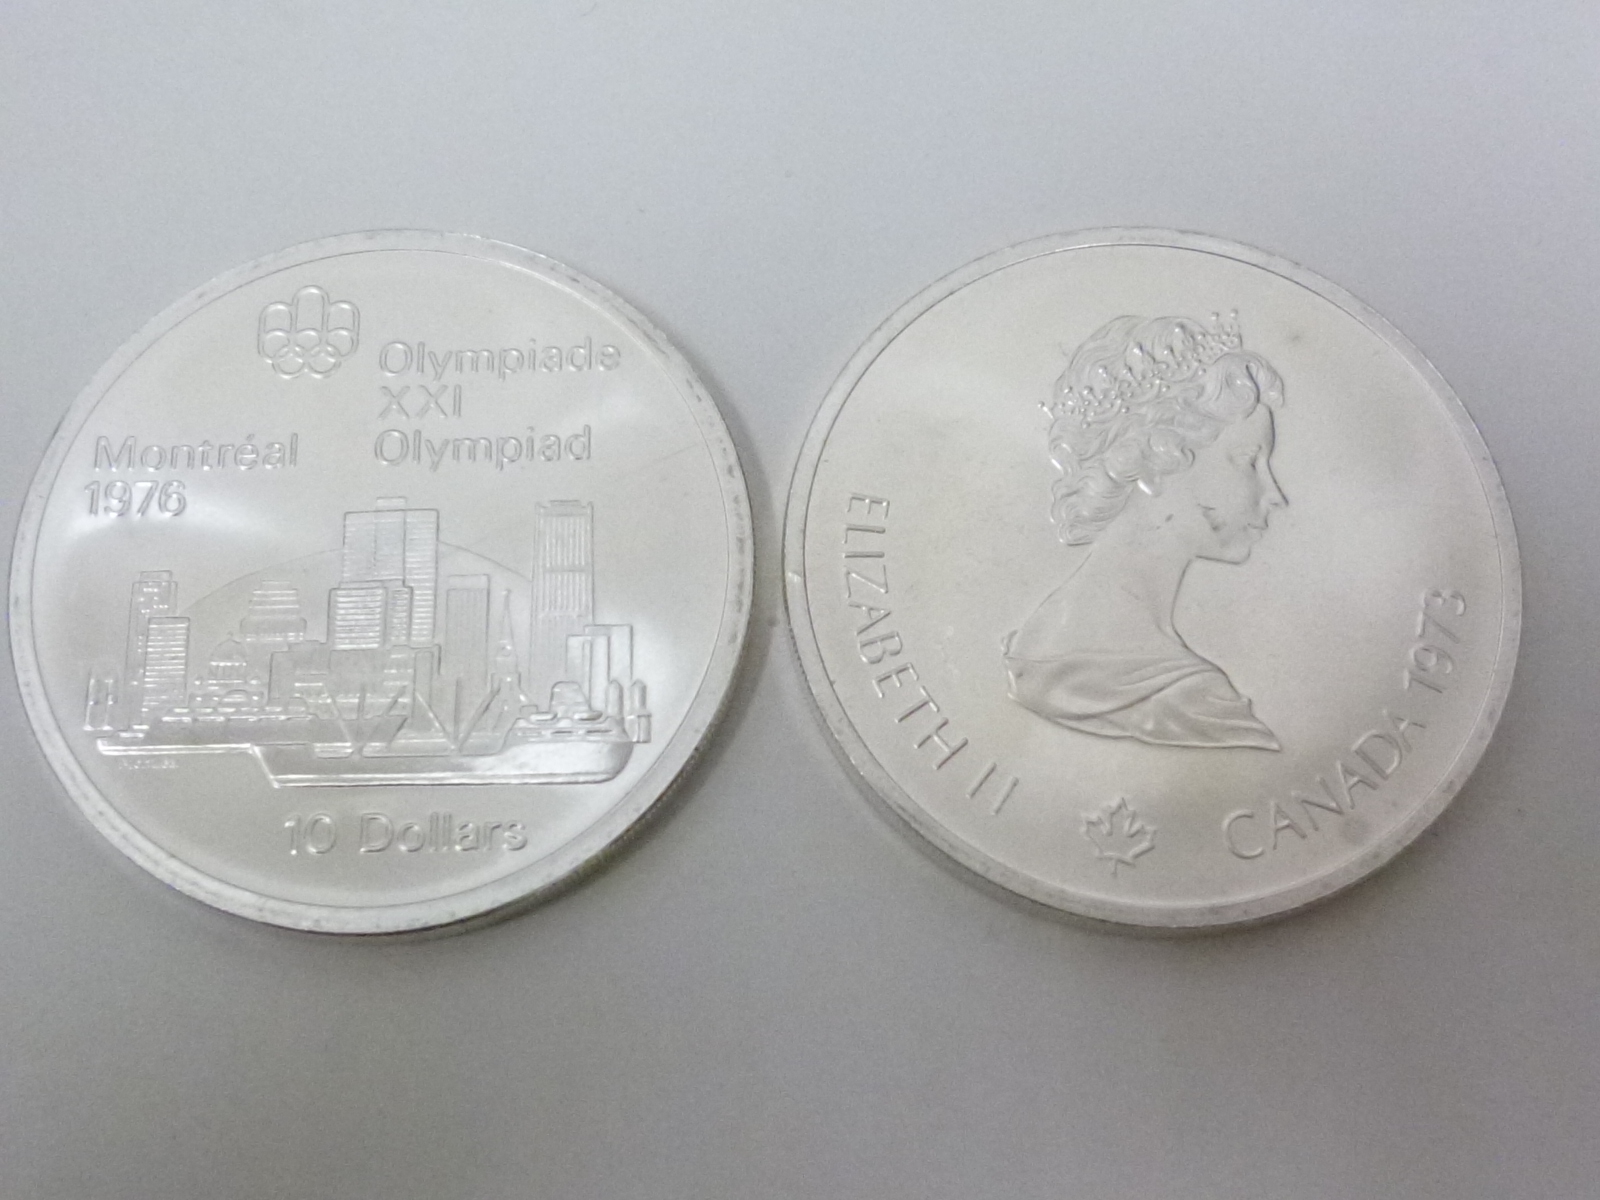 Olympiade
XXI
Olympiad
Montréal
1976
10 Dollars
ELIZABETH II
CANADA 1973